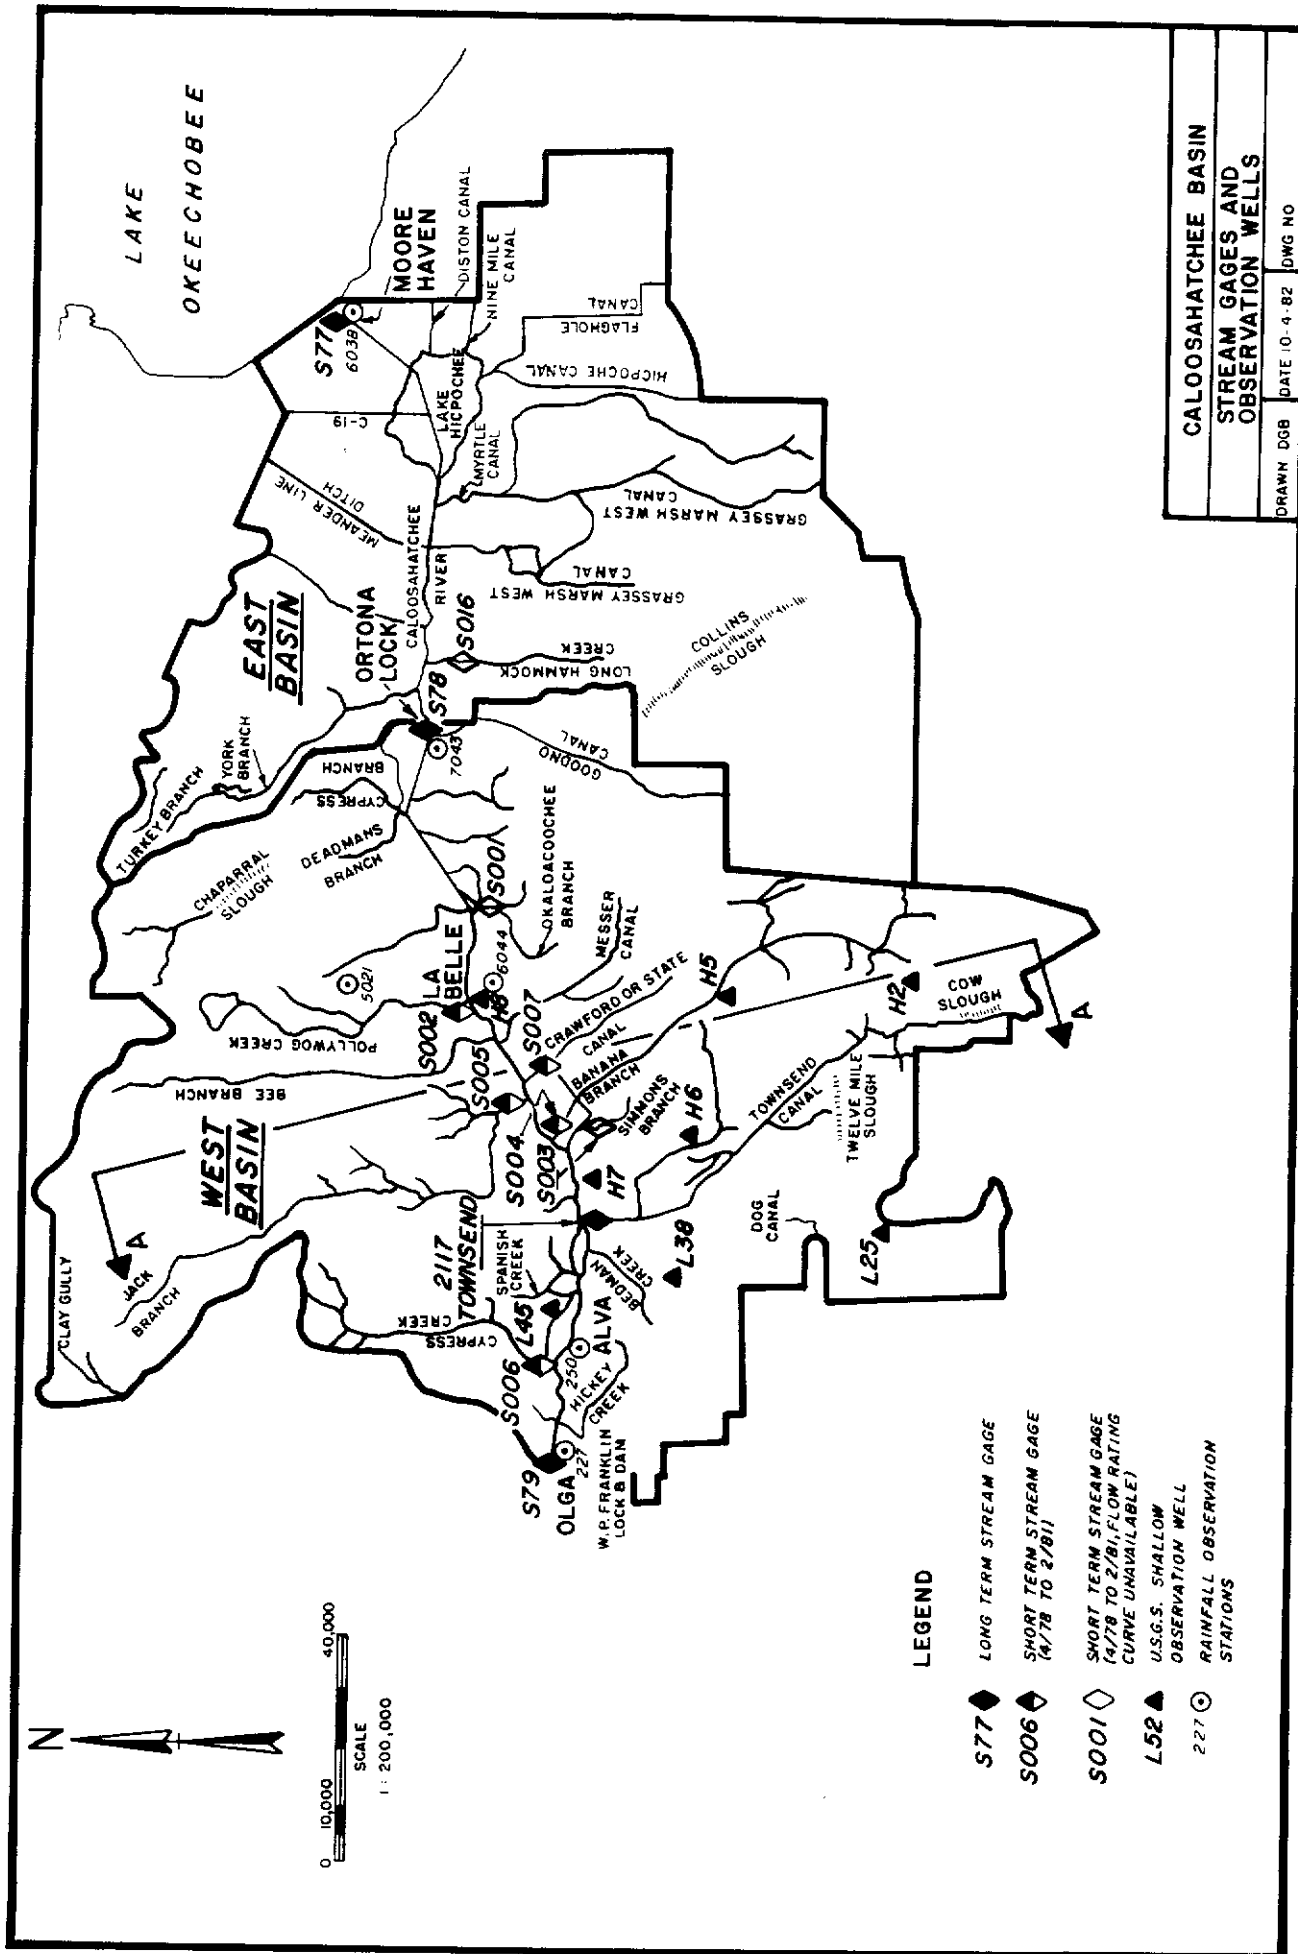 LAKE
OKEECHOBEE
MOORE
HAVEN
S77
6038
DISTON CANAL
NINE MILE
CANAL
FLAGHOLE
CANAL
HICPOCHE CANAL
LAKE
HICPOCHEE
C-19
MYRTLE
CANAL
MEANDER LINE
DITCH
GRASSEY MARSH WEST
CANAL
GRASSEY MARSH WEST
CANAL
CALOOSAHATCHEE
RIVER
EAST
BASIN
ORTONA
LOCK
S016
LONG HAMMOCK
CREEK
COLLINS
SLOUGH
S78
7043
GOODNO
CANAL
YORK
BRANCH
TURKEY BRANCH
CYPRESS
BRANCH
DEADMANS
BRANCH
CHAPARRAL
SLOUGH
S001
OKALOACOOCHEE
BRANCH
MESSER
CANAL
LA
BELLE
6044
H8
5021
S002
POLLYWOG CREEK
S007
CRAWFORD OR STATE
CANAL
H5
H2
COW
SLOUGH
A
BEE BRANCH
S005
BANANA
BRANCH
S004
S003
SIMMONS
BRANCH
H6
TOWNSEND
CANAL
TWELVE MILE
SLOUGH
WEST
BASIN
H7
2117
TOWNSEND
DOG
CANAL
L25
L38
SPANISH
CREEK
BEDMAN
CREEK
A
JACK
BRANCH
CLAY GULLY
CYPRESS
CREEK
L45
ALVA
S006
250
HICKEY
CREEK
S79
OLGA
227
W.P. FRANKLIN
LOCK & DAM
N
0 10,000 40,000
SCALE
1:200,000
LEGEND
S77 LONG TERM STREAM GAGE
S006 SHORT TERM STREAM GAGE
(4/78 TO 2/81)
S001 SHORT TERM STREAM GAGE
(4/78 TO 2/81, FLOW RATING
CURVE UNAVAILABLE)
L52 U.S.G.S. SHALLOW
OBSERVATION WELL
227 RAINFALL OBSERVATION
STATIONS
CALOOSAHATCHEE BASIN
STREAM GAGES AND
OBSERVATION WELLS
DRAWN DGB DATE 10-4-82 DWG NO